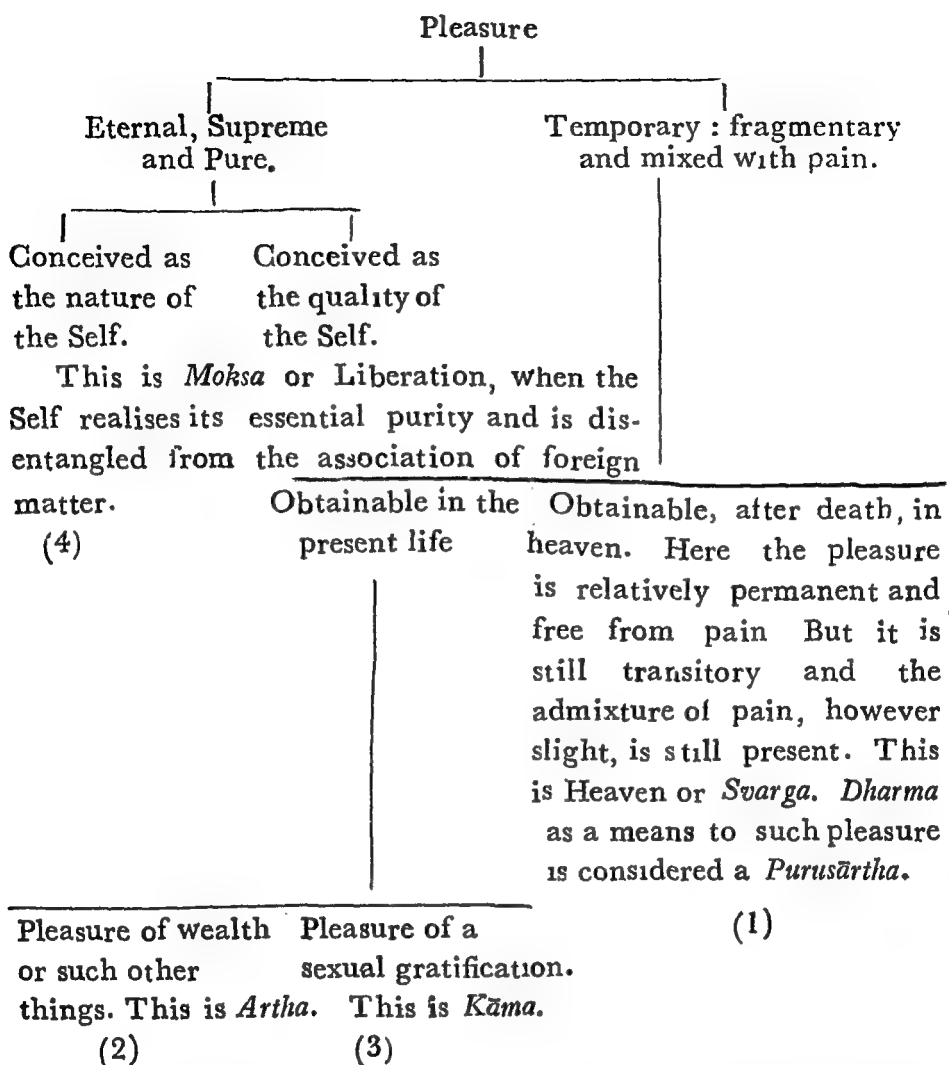 Pleasure
Eternal, Supreme
and Pure.
Temporary : fragmentary
and mixed with pain.
Conceived as
the nature of
the Self.
Conceived as
the quality of
the Self.
This is Moksa or Liberation, when the
Self realises its essential purity and is dis-
entangled from the association of foreign
matter.
(4)
Obtainable in the
present life
Obtainable, after death, in
heaven. Here the pleasure
is relatively permanent and
free from pain But it is
still transitory and the
admixture of pain, however
slight, is still present. This
is Heaven or Svarga. Dharma
as a means to such pleasure
is considered a Purusārtha.
(1)
Pleasure of wealth
or such other
things. This is Artha.
(2)
Pleasure of a
sexual gratification.
This is Kāma.
(3)